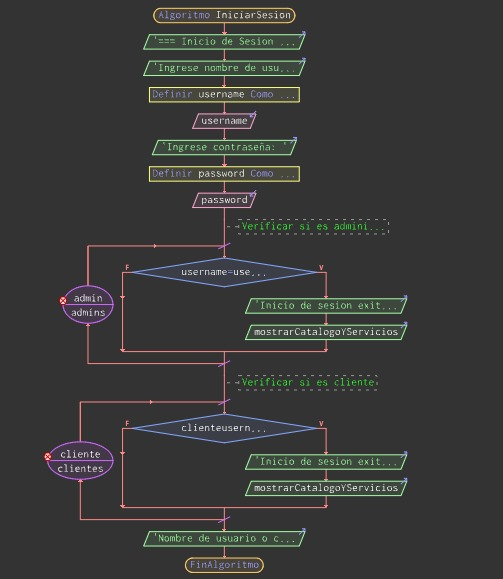 Algoritmo IniciarSesion
'=== Inicio de Sesion ...
'Ingrese nombre de usu...
Definir username Como ...
username
'Ingrese contraseña: '
Definir password Como ...
password
Verificar si es admini...
F
username=use...
V
admin
admins
'Inicio de sesion exit...
mostrarCatalogoYServicios
Verificar si es cliente
F
clienteusern...
V
cliente
clientes
'Inicio de sesion exit...
mostrarCatalogoYServicios
'Nombre de usuario o c...
FinAlgoritmo